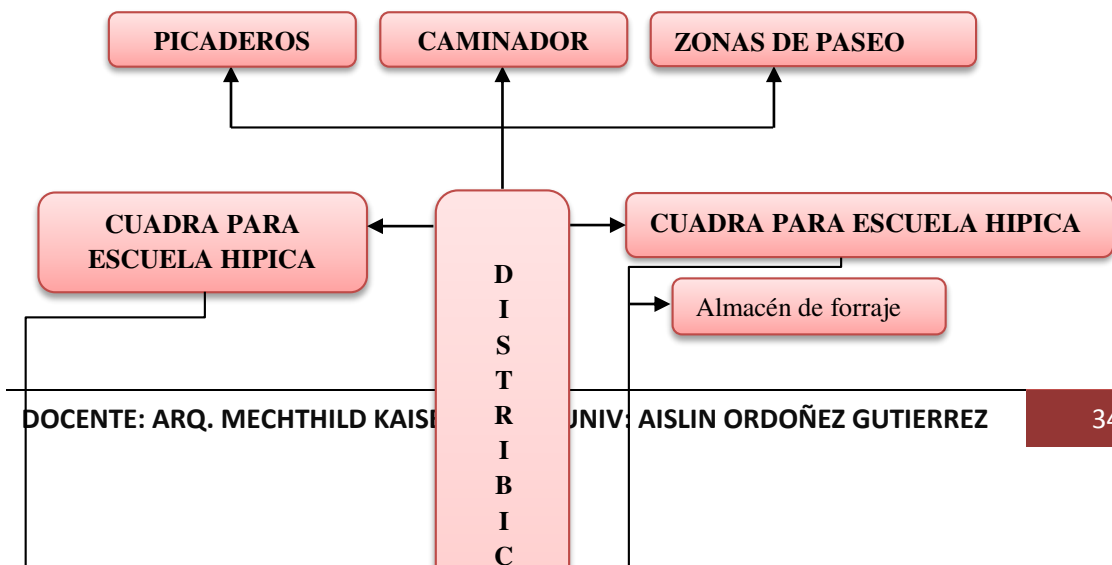 PICADEROS
CAMINADOR
ZONAS DE PASEO
CUADRA PARA
ESCUELA HIPICA
CUADRA PARA ESCUELA HIPICA
Almacén de forraje
D
I
S
T
R
I
B
I
C
DOCENTE: ARQ. MECHTHILD UNIV: AISLIN ORDOÑEZ GUTIERREZ
34